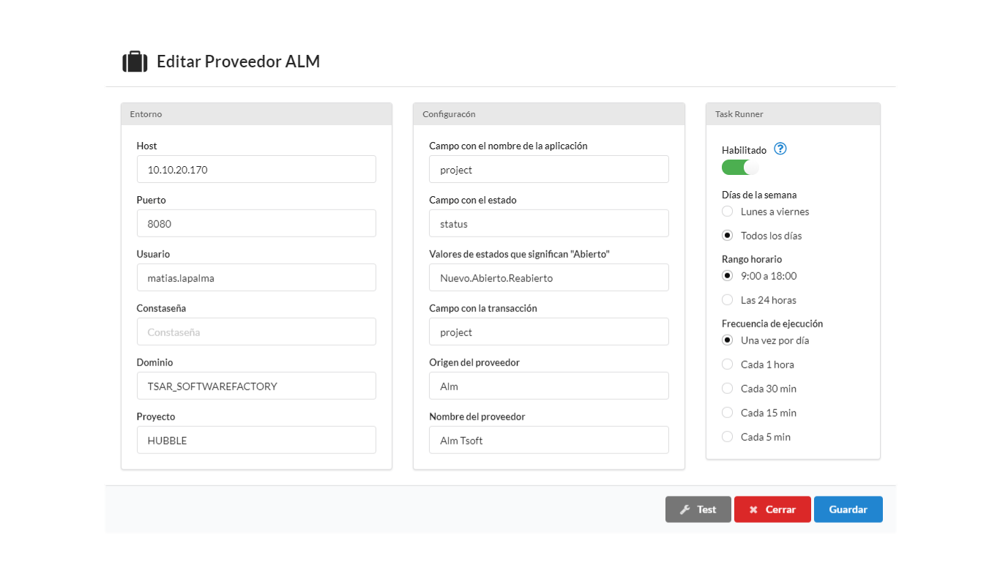 Editar Proveedor ALM
Entorno
Host
10.10.20.170
Puerto
8080
Usuario
matias.lapalma
Constaseña
Constaseña
Dominio
TSAR_SOFTWAREFACTORY
Proyecto
HUBBLE
Configuracón
Campo con el nombre de la aplicación
project
Campo con el estado
status
Valores de estados que significan "Abierto"
Nuevo.Abierto.Reabierto
Campo con la transacción
project
Origen del proveedor
Alm
Nombre del proveedor
Alm Tsoft
Task Runner
Habilitado ?
Días de la semana
Lunes a viernes
Todos los días
Rango horario
9:00 a 18:00
Las 24 horas
Frecuencia de ejecución
Una vez por día
Cada 1 hora
Cada 30 min
Cada 15 min
Cada 5 min
Test
Cerrar
Guardar